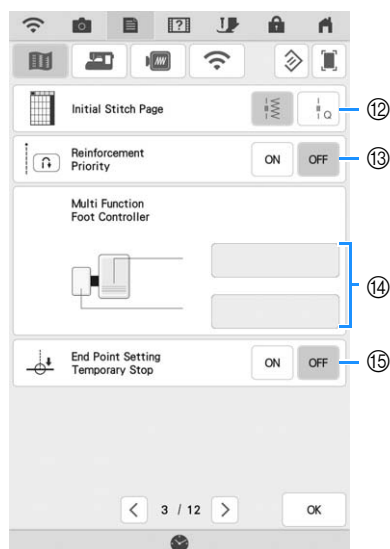 Initial Stitch Page
Q
⑫
Reinforcement
Priority
ON
OFF
⑬
Multi Function
Foot Controller
⑭
End Point Setting
Temporary Stop
ON
OFF
⑮
3 / 12
OK